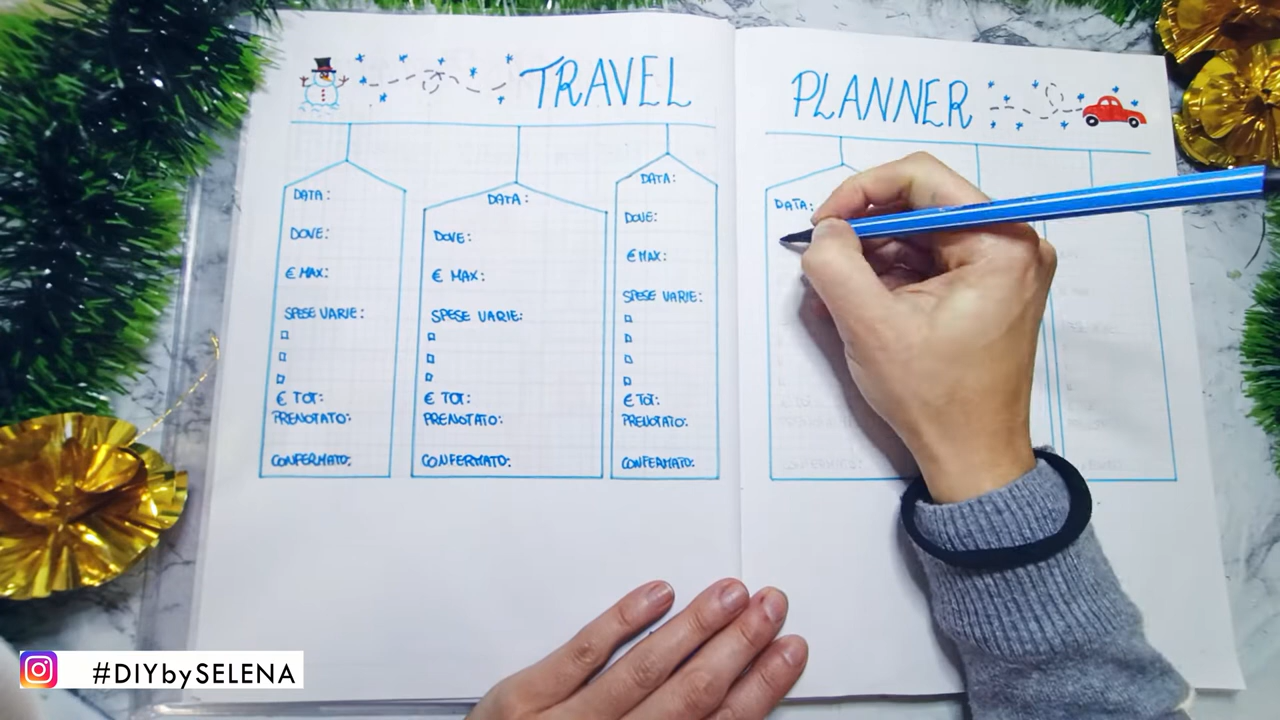 TRAVEL PLANNER
DATA:
DOVE:
€ MAX:
SPESE VARIE:
€ TOT:
PRENOTATO:
CONFERMATO:
DATA:
DOVE:
€ MAX:
SPESE VARIE:
€ TOT:
PRENOTATO:
CONFERMATO:
DATA:
DOVE:
€ MAX:
SPESE VARIE:
€ TOT:
PRENOTATO:
CONFERMATO:
DATA:
#DIYbySELENA